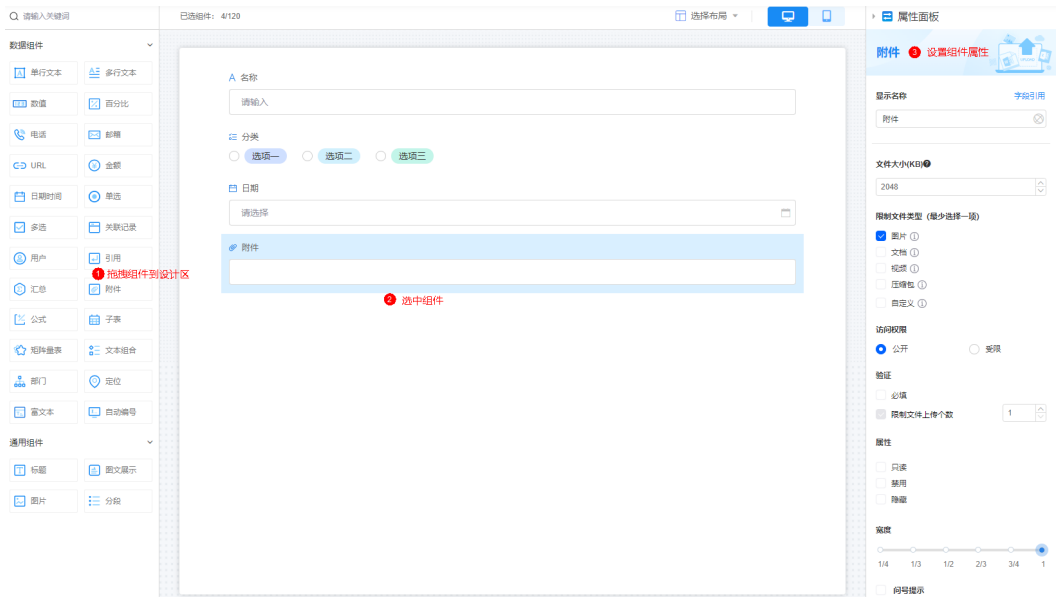 请输入关键词
已选组件: 4/120
选择布局
属性面板
数据组件
单行文本
多行文本
数值
百分比
电话
邮箱
URL
金额
日期时间
单选
多选
关联记录
用户
引用
1 拖拽组件到设计区
汇总
附件
公式
子表
矩阵量表
文本组合
部门
定位
富文本
自动编号
通用组件
标题
图文展示
图片
分段
名称
请输入
分类
选项一
选项二
选项三
日期
请选择
附件
2 选中组件
附件
3 设置组件属性
显示名称
字段引用
附件
文件大小(KB)
2048
限制文件类型（最少选择一项）
图片
文档
视频
压缩包
自定义
访问权限
公开
受限
验证
必填
限制文件上传个数
1
属性
只读
禁用
隐藏
宽度
1/4 1/3 1/2 2/3 3/4 1
问号提示